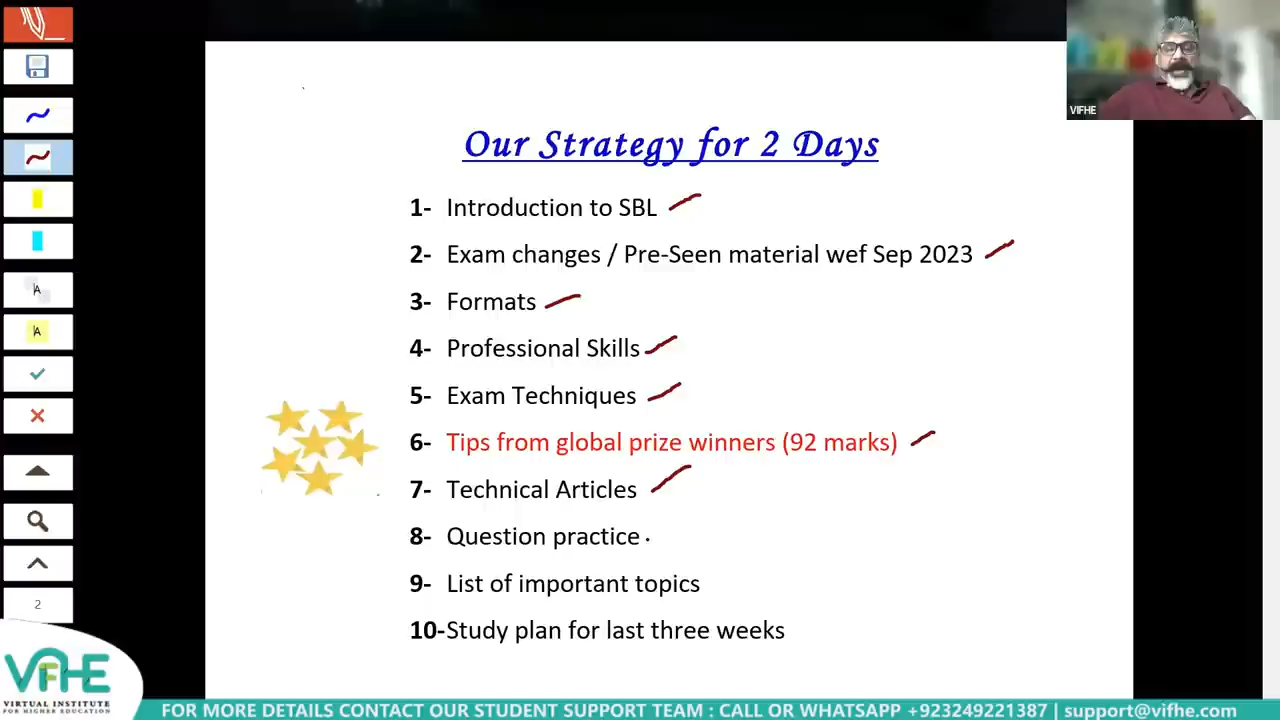 VIFHE
Our Strategy for 2 Days
1- Introduction to SBL
2- Exam changes / Pre-Seen material wef Sep 2023
3- Formats
4- Professional Skills
5- Exam Techniques
6- Tips from global prize winners (92 marks)
7- Technical Articles
8- Question practice
9- List of important topics
10-Study plan for last three weeks
A
A
2
VIFHE
VIRTUAL INSTITUTE
FOR HIGHER EDUCATION
FOR MORE DETAILS CONTACT OUR STUDENT SUPPORT TEAM : CALL OR WHATSAPP +923249221387 | support@vifhe.com